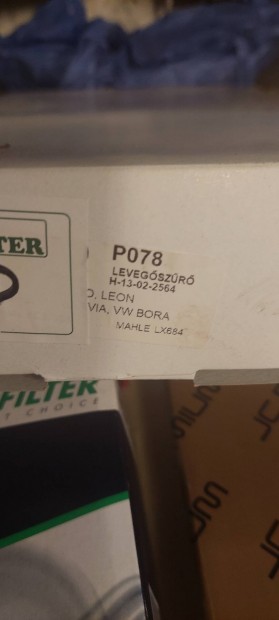 TER
P078
LEVEGŐSZŰRŐ
H-13-02-2564
O, LEON
VIA, VW BORA
MAHLE LX684
FILTER
T CHOICE